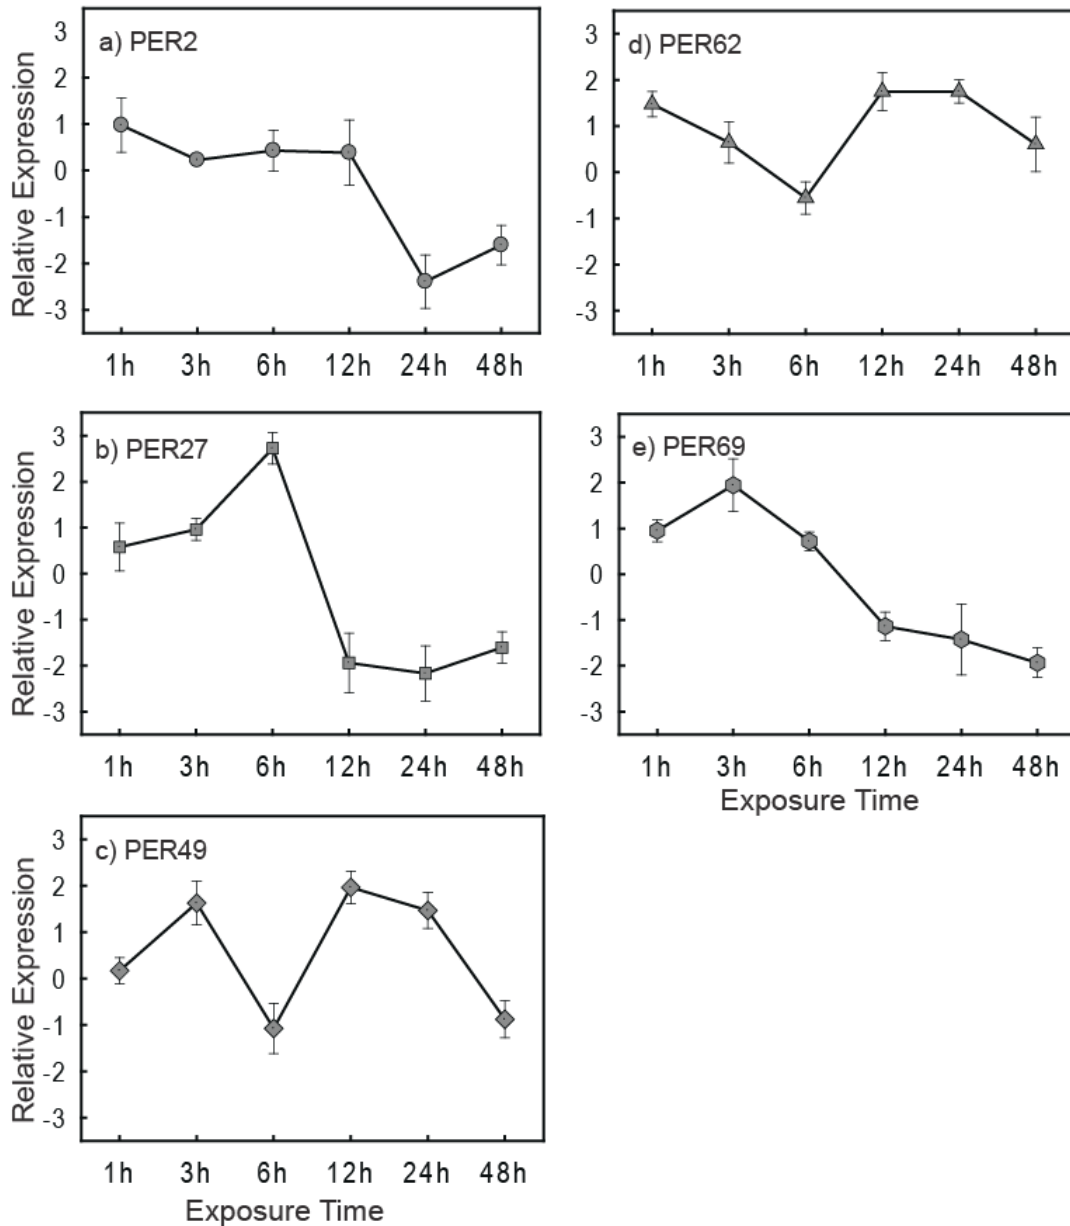 a) PER2
Relative Expression
3
2
1
0
-1
-2
-3
1h 3h 6h 12h 24h 48h
d) PER62
3
2
1
0
-1
-2
-3
1h 3h 6h 12h 24h 48h
b) PER27
Relative Expression
3
2
1
0
-1
-2
-3
1h 3h 6h 12h 24h 48h
e) PER69
3
2
1
0
-1
-2
-3
1h 3h 6h 12h 24h 48h
Exposure Time
c) PER49
Relative Expression
3
2
1
0
-1
-2
-3
1h 3h 6h 12h 24h 48h
Exposure Time